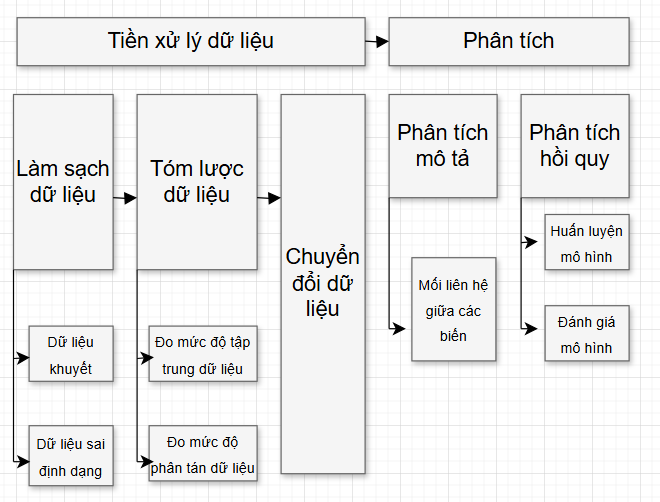 Tiền xử lý dữ liệu
Phân tích
Làm sạch
dữ liệu
Tóm lược
dữ liệu
Chuyển
đổi dữ
liệu
Phân tích
mô tả
Phân tích
hồi quy
Dữ liệu
khuyết
Dữ liệu sai
định dạng
Đo mức độ tập
trung dữ liệu
Đo mức độ
phân tán dữ liệu
Mối liên hệ
giữa các
biến
Huấn luyện
mô hình
Đánh giá
mô hình